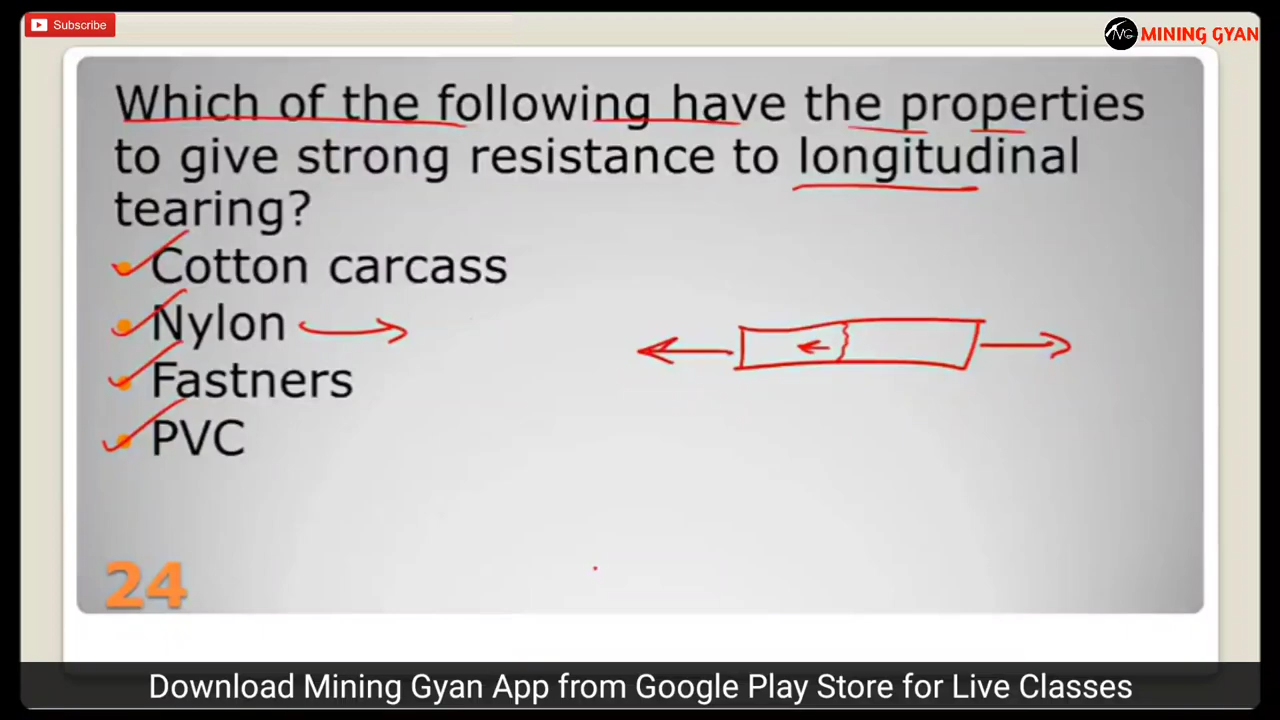 Subscribe
MINING GYAN
Which of the following have the properties
to give strong resistance to longitudinal
tearing?
Cotton carcass
Nylon
Fastners
PVC
24
Download Mining Gyan App from Google Play Store for Live Classes